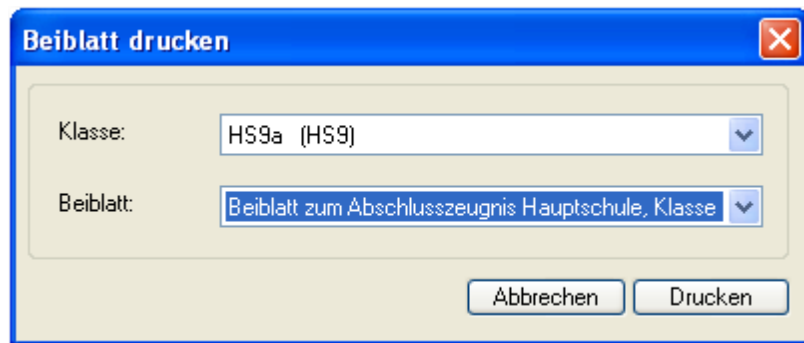 Beiblatt drucken
Klasse: HS9a (HS9)
Beiblatt: Beiblatt zum Abschlusszeugnis Hauptschule, Klasse
Abbrechen Drucken